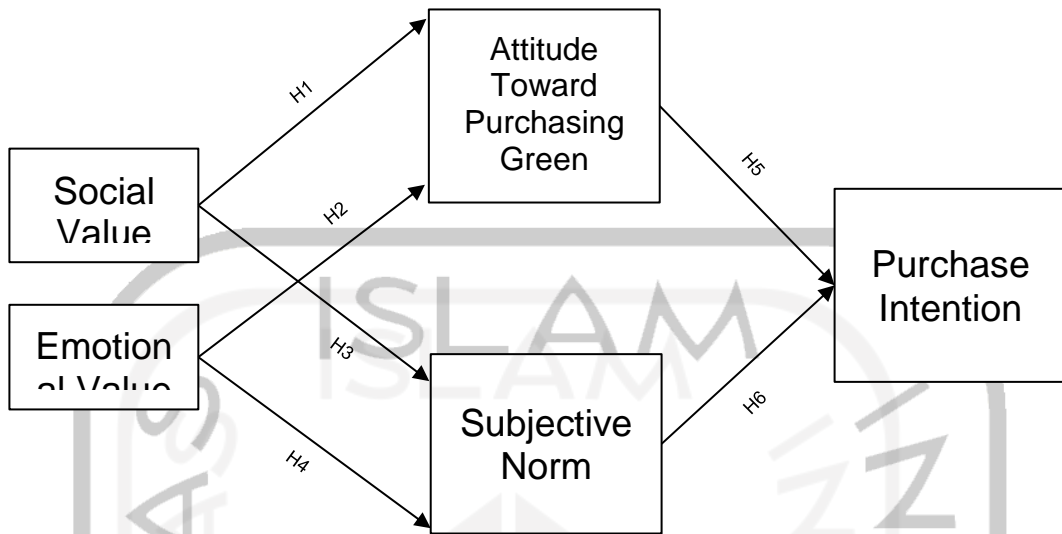 Attitude
Toward
Purchasing
Green
H1
H5
Social
Value
H2
Purchase
Intention
ISLAM
Emotion
al Value
H3
Subjective
Norm
H6
H4